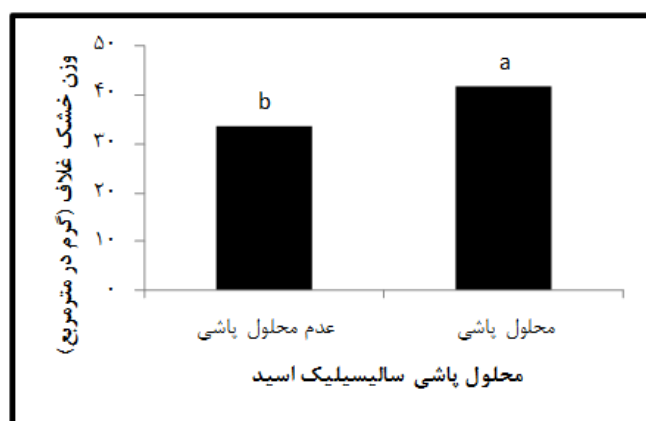 وزن خشک غلاف (گرم در مترمربع)
۵۰
۴۰
۳۰
۲۰
۱۰
۰
b
a
عدم محلول پاشی
محلول پاشی
محلول پاشی سالیسیلیک اسید